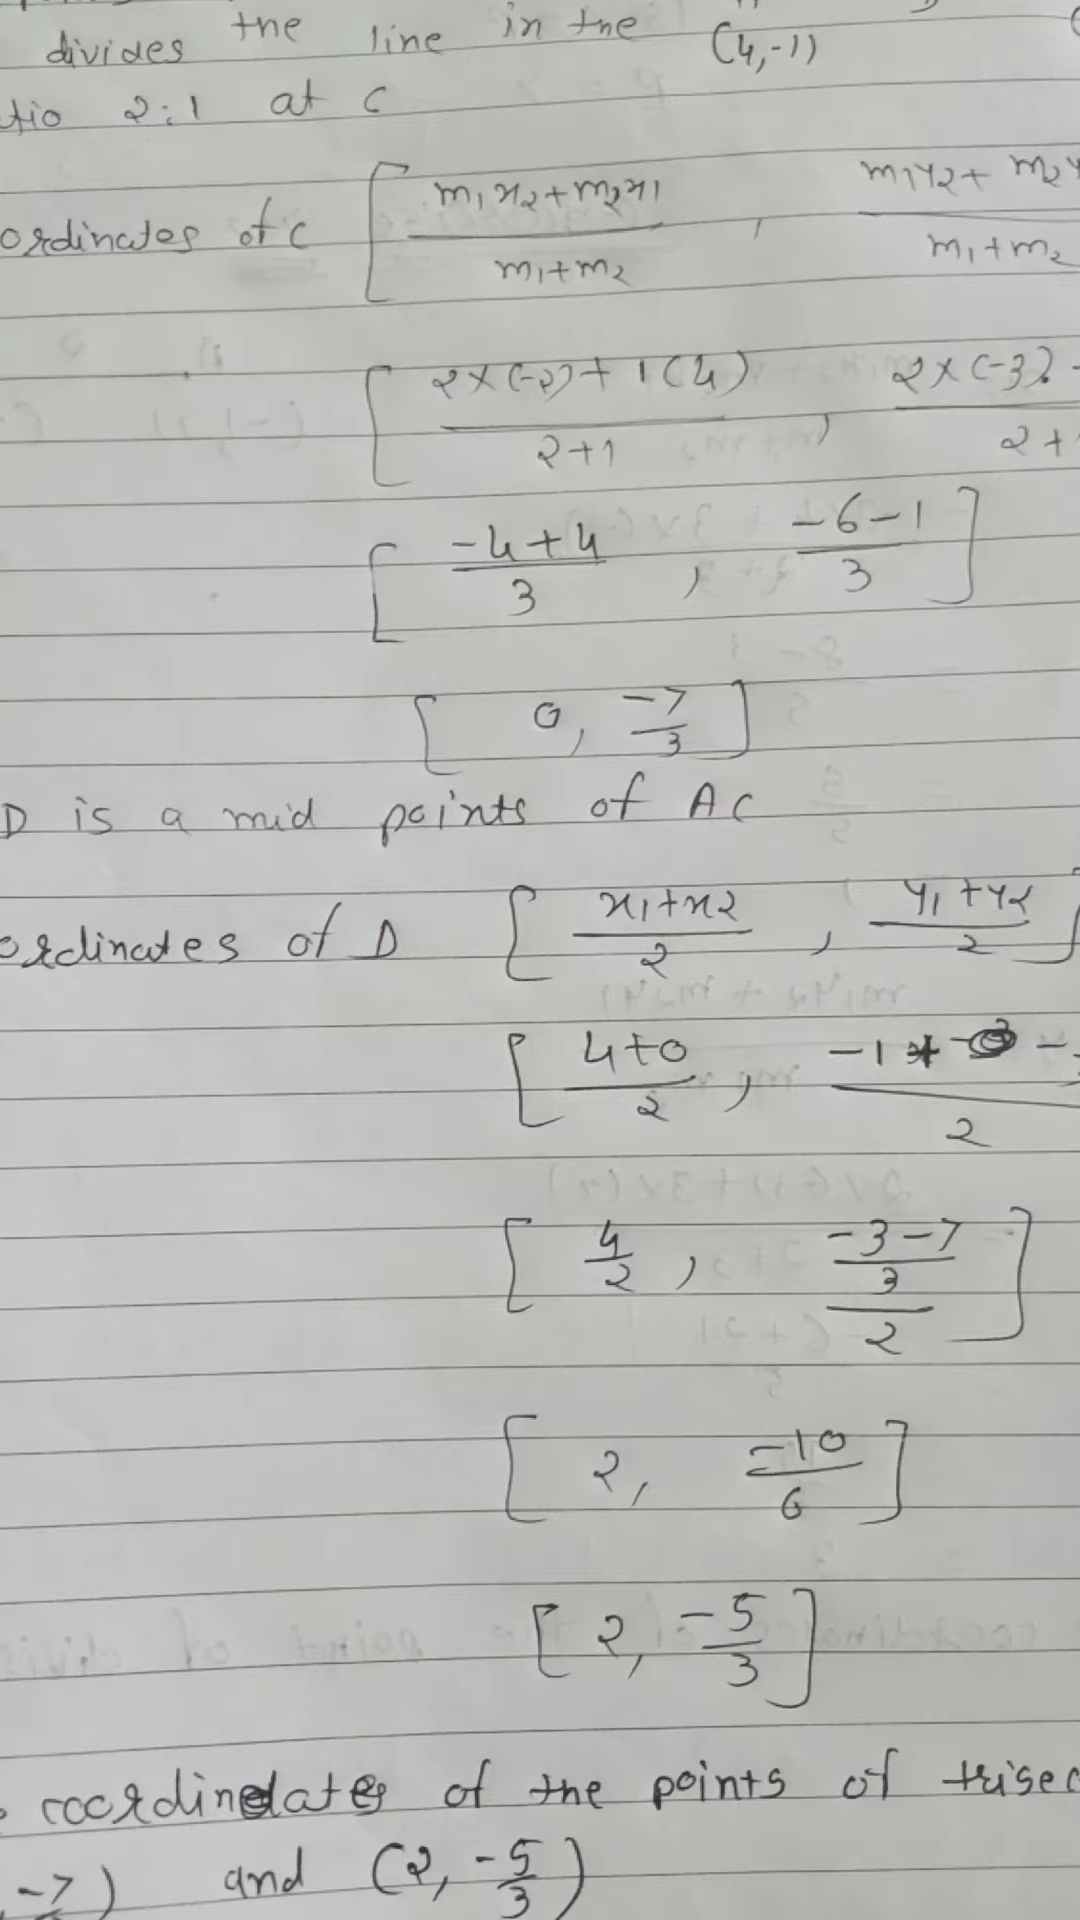 divides the line in the
(4,-1)
tio 2:1 at C
ordinates of C [ m1x2+m2x1 / m1+m2 , m1y2+ m2y / m1+m2
[ 2×(-2)+1(4) / 2+1 , 2×(-3) / 2+
[ -4+4 / 3 , -6-1 / 3 ]
[ 0, -7/3 ]
D is a mid points of AC
ordinates of D [ x1+x2 / 2 , y1+y2 / 2 ]
[ 4+0 / 2 , -1 + - / 2
[ 4/2 , -3-7 / 3 / 2 ]
[ 2, -10/6 ]
[ 2, -5/3 ]
coordinates of the points of trisec
-7 ) and (2, -5/3)